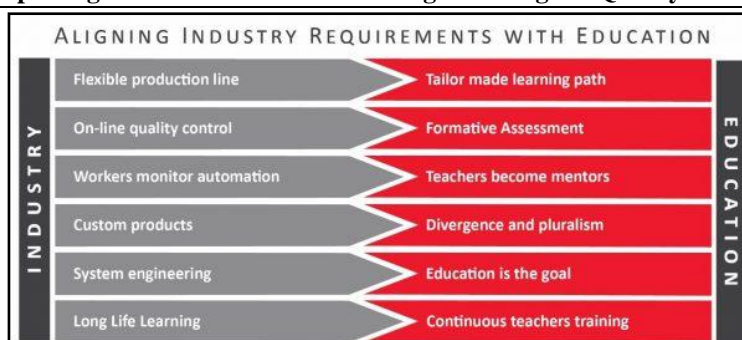 ALIGNING INDUSTRY REQUIREMENTS WITH EDUCATION
INDUSTRY
Flexible production line
Tailor made learning path
On-line quality control
Formative Assessment
Workers monitor automation
Teachers become mentors
Custom products
Divergence and pluralism
System engineering
Education is the goal
Long Life Learning
Continuous teachers training
EDUCATION